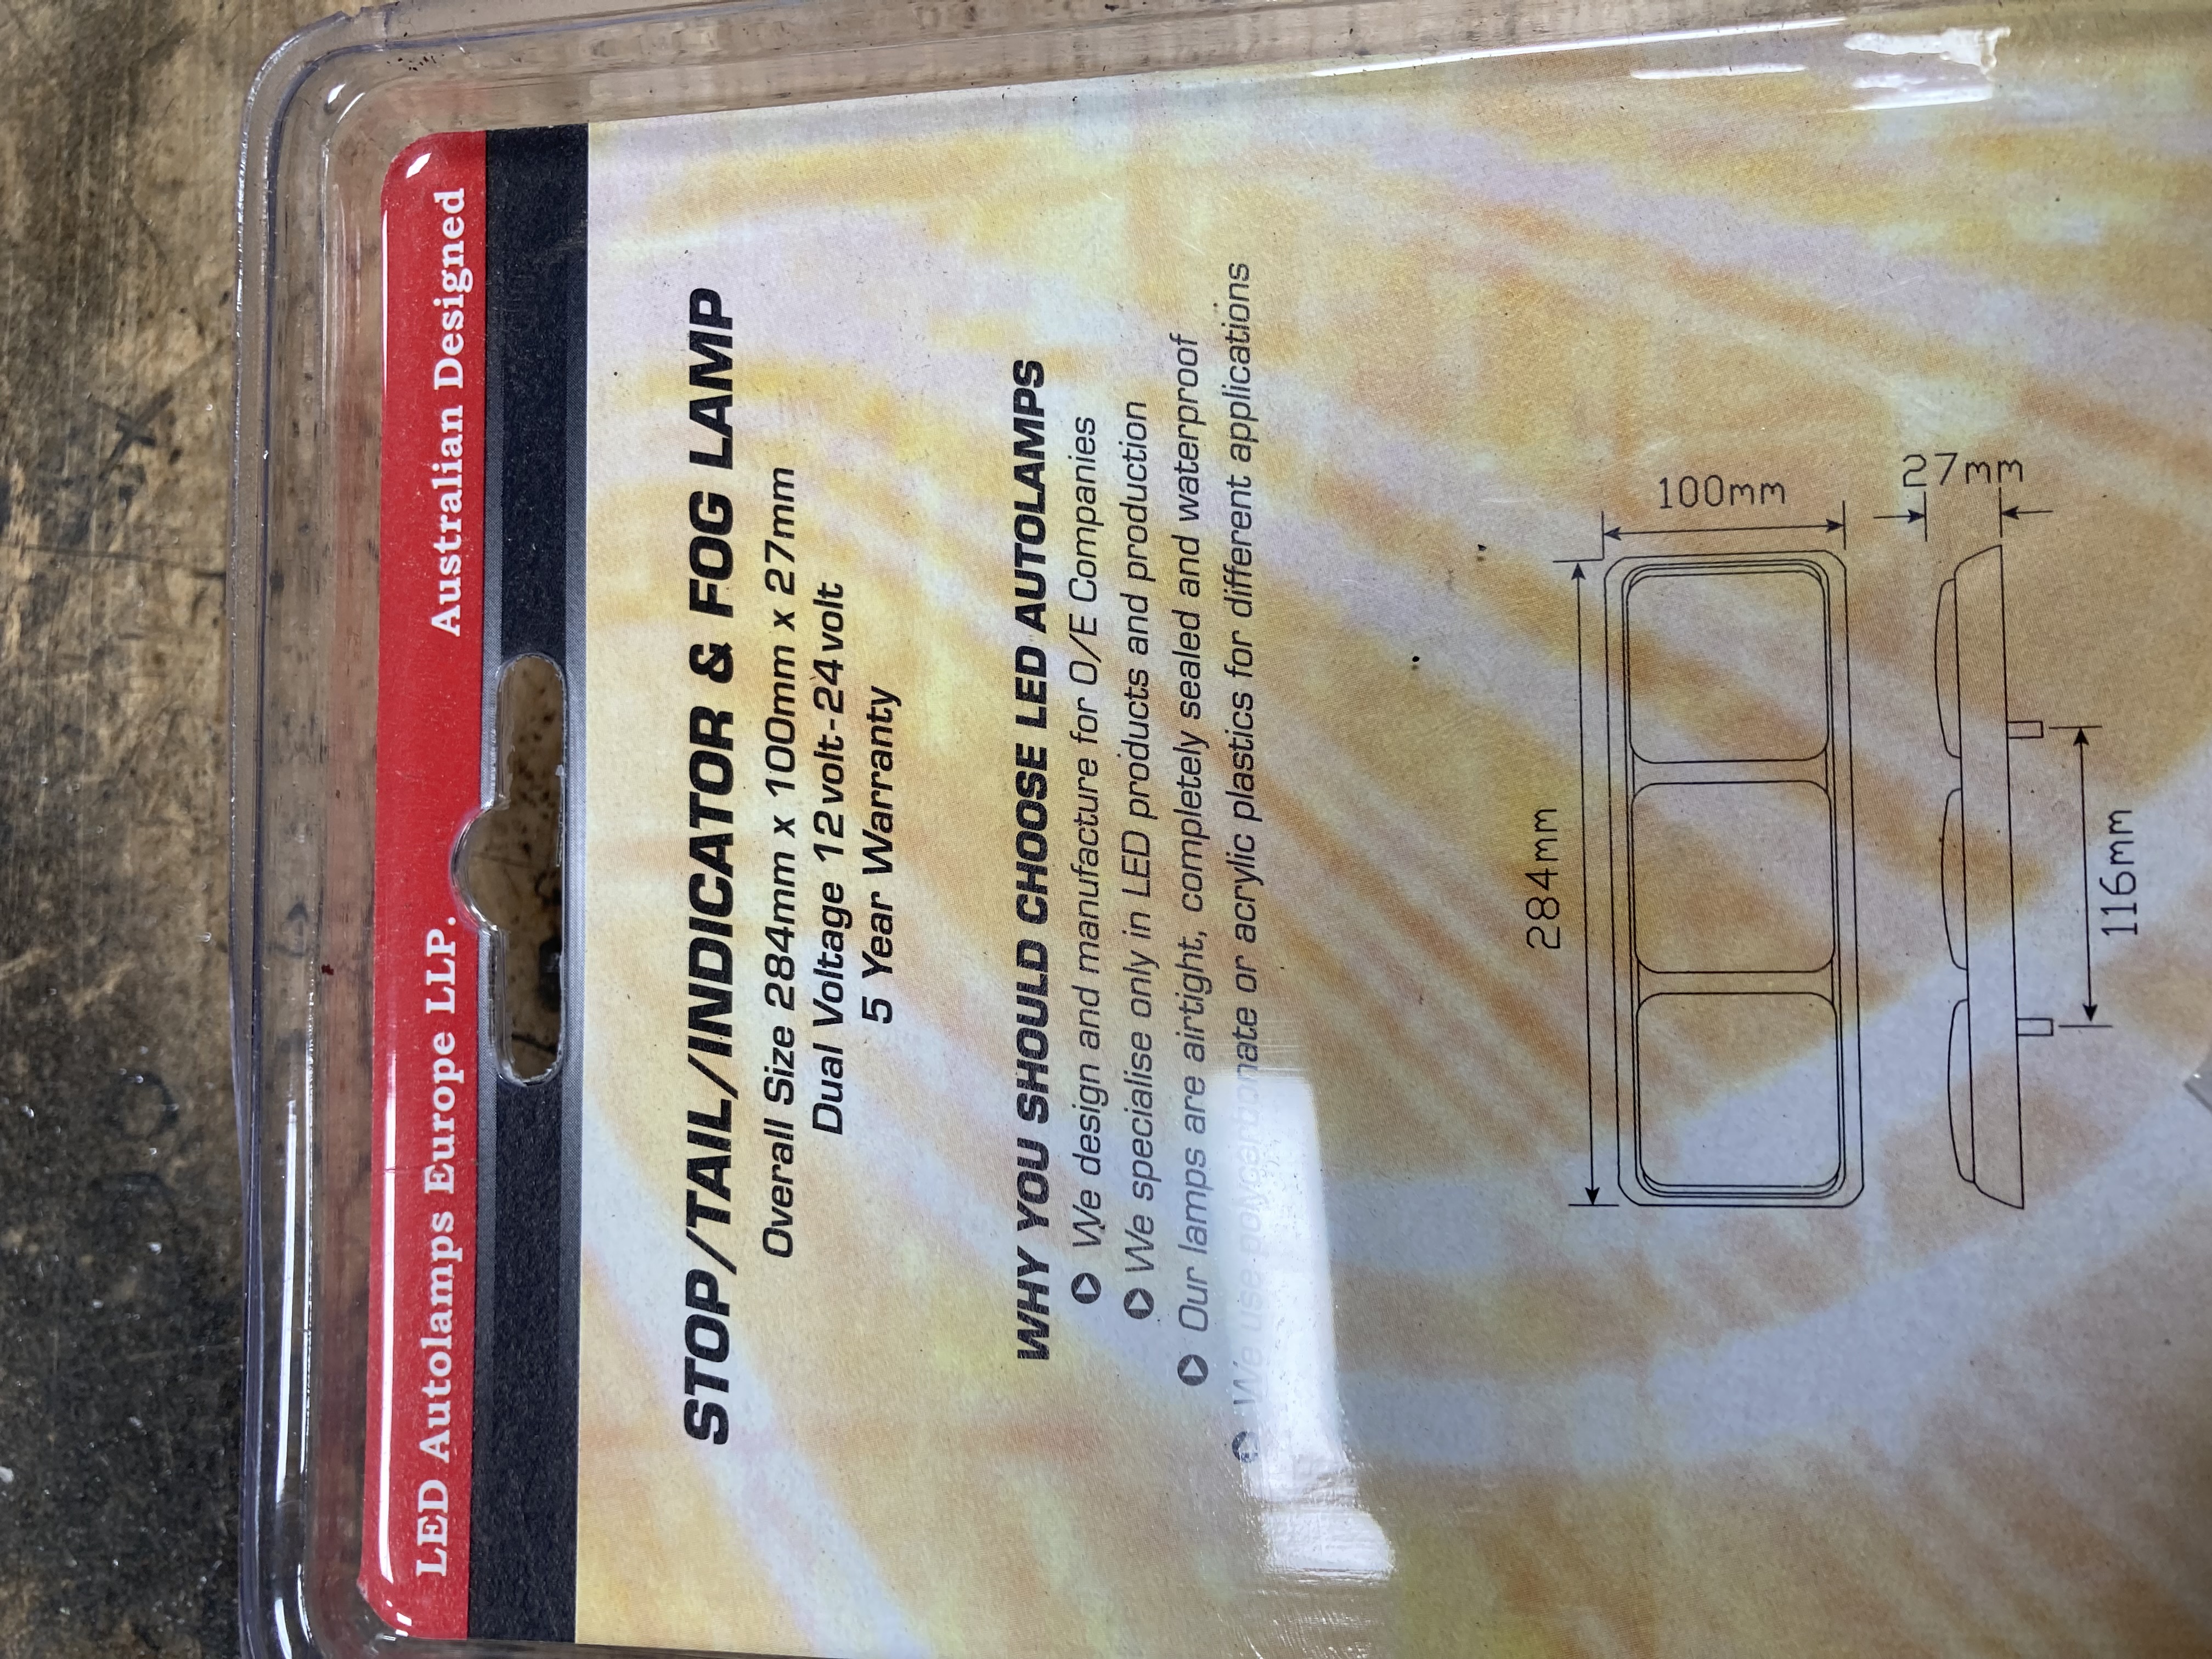 LED Autolamps Europe LLP. Australian Designed
STOP/TAIL/INDICATOR & FOG LAMP
Overall Size 284mm x 100mm x 27mm
Dual Voltage 12volt-24volt
5 Year Warranty
WHY YOU SHOULD CHOOSE LED AUTOLAMPS
We design and manufacture for O/E Companies
We specialise only in LED products and production
Our lamps are airtight, completely sealed and waterproof
We use polycarbonate or acrylic plastics for different applications
284mm
100mm
27mm
116mm